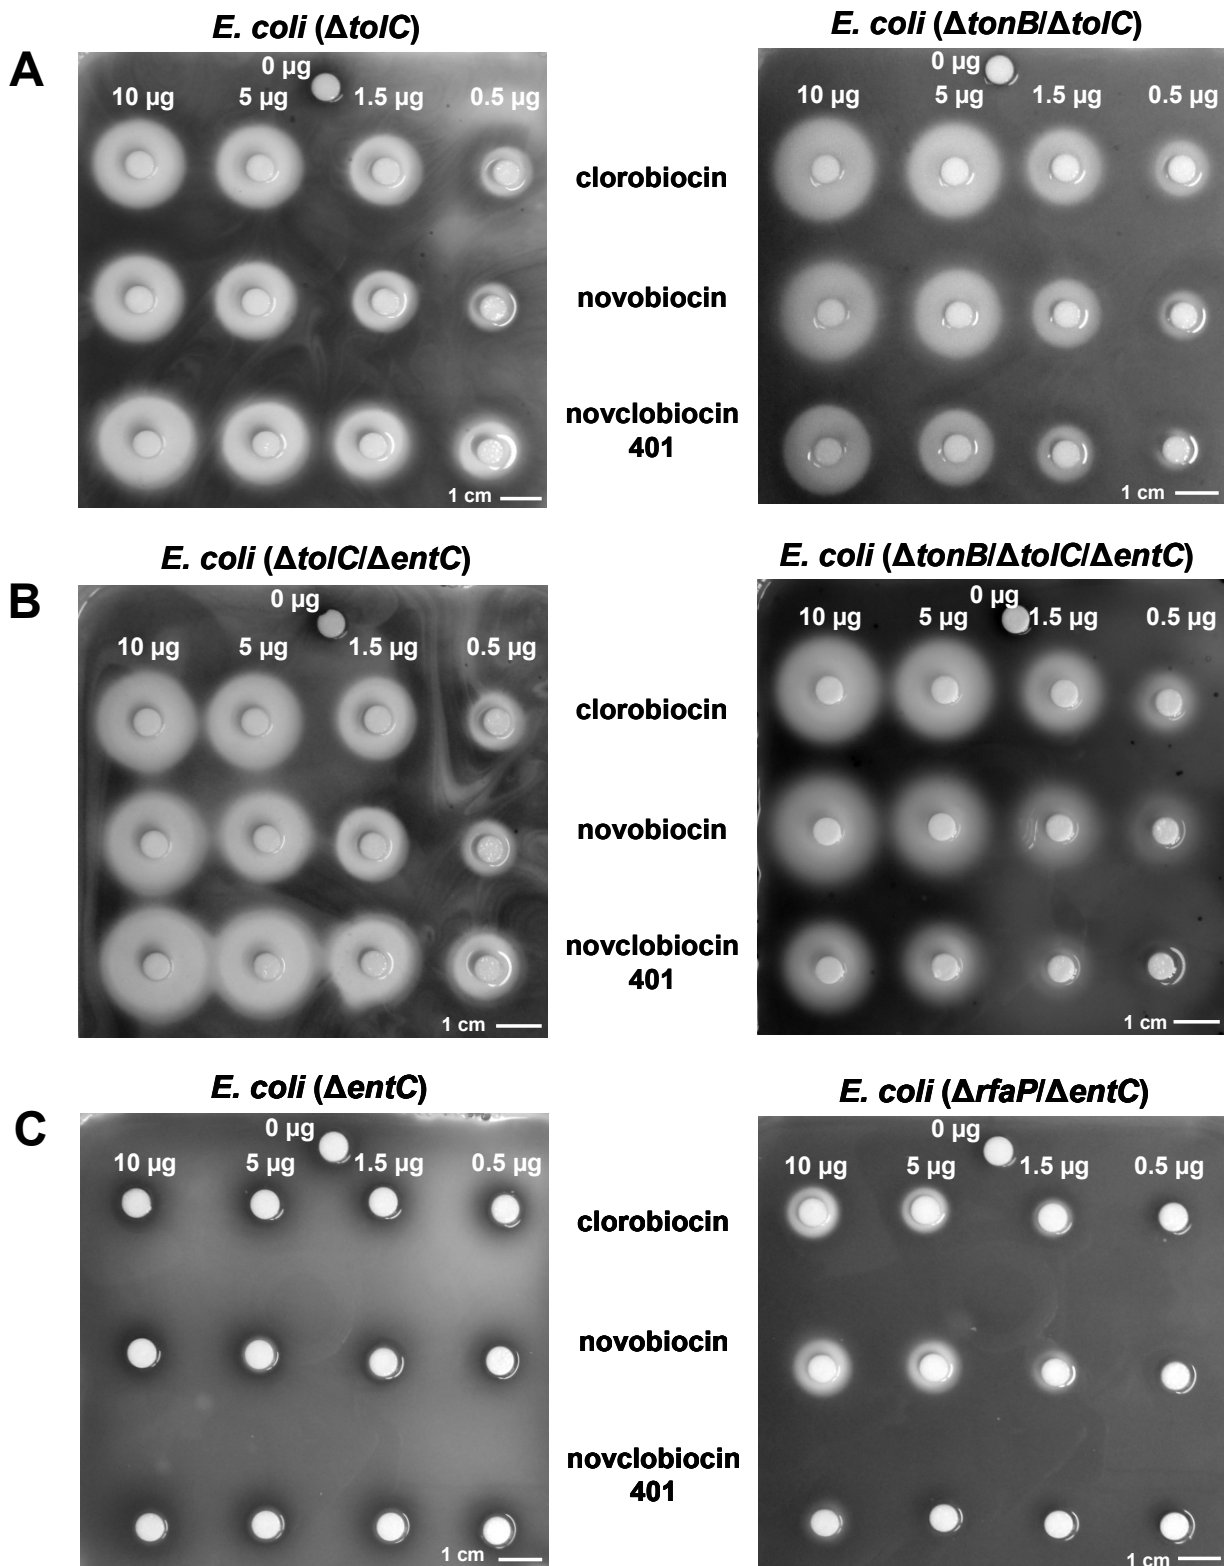 E. coli (ΔtolC)
E. coli (ΔtonB/ΔtolC)
A
0 µg
10 µg 5 µg 1.5 µg 0.5 µg
0 µg
10 µg 5 µg 1.5 µg 0.5 µg
clorobiocin
novobiocin
novclobiocin
401
1 cm
1 cm
E. coli (ΔtolC/ΔentC)
E. coli (ΔtonB/ΔtolC/ΔentC)
B
0 µg
10 µg 5 µg 1.5 µg 0.5 µg
0 µg
10 µg 5 µg 1.5 µg 0.5 µg
clorobiocin
novobiocin
novclobiocin
401
1 cm
1 cm
E. coli (ΔentC)
E. coli (ΔrfaP/ΔentC)
C
0 µg
10 µg 5 µg 1.5 µg 0.5 µg
0 µg
10 µg 5 µg 1.5 µg 0.5 µg
clorobiocin
novobiocin
novclobiocin
401
1 cm
1 cm